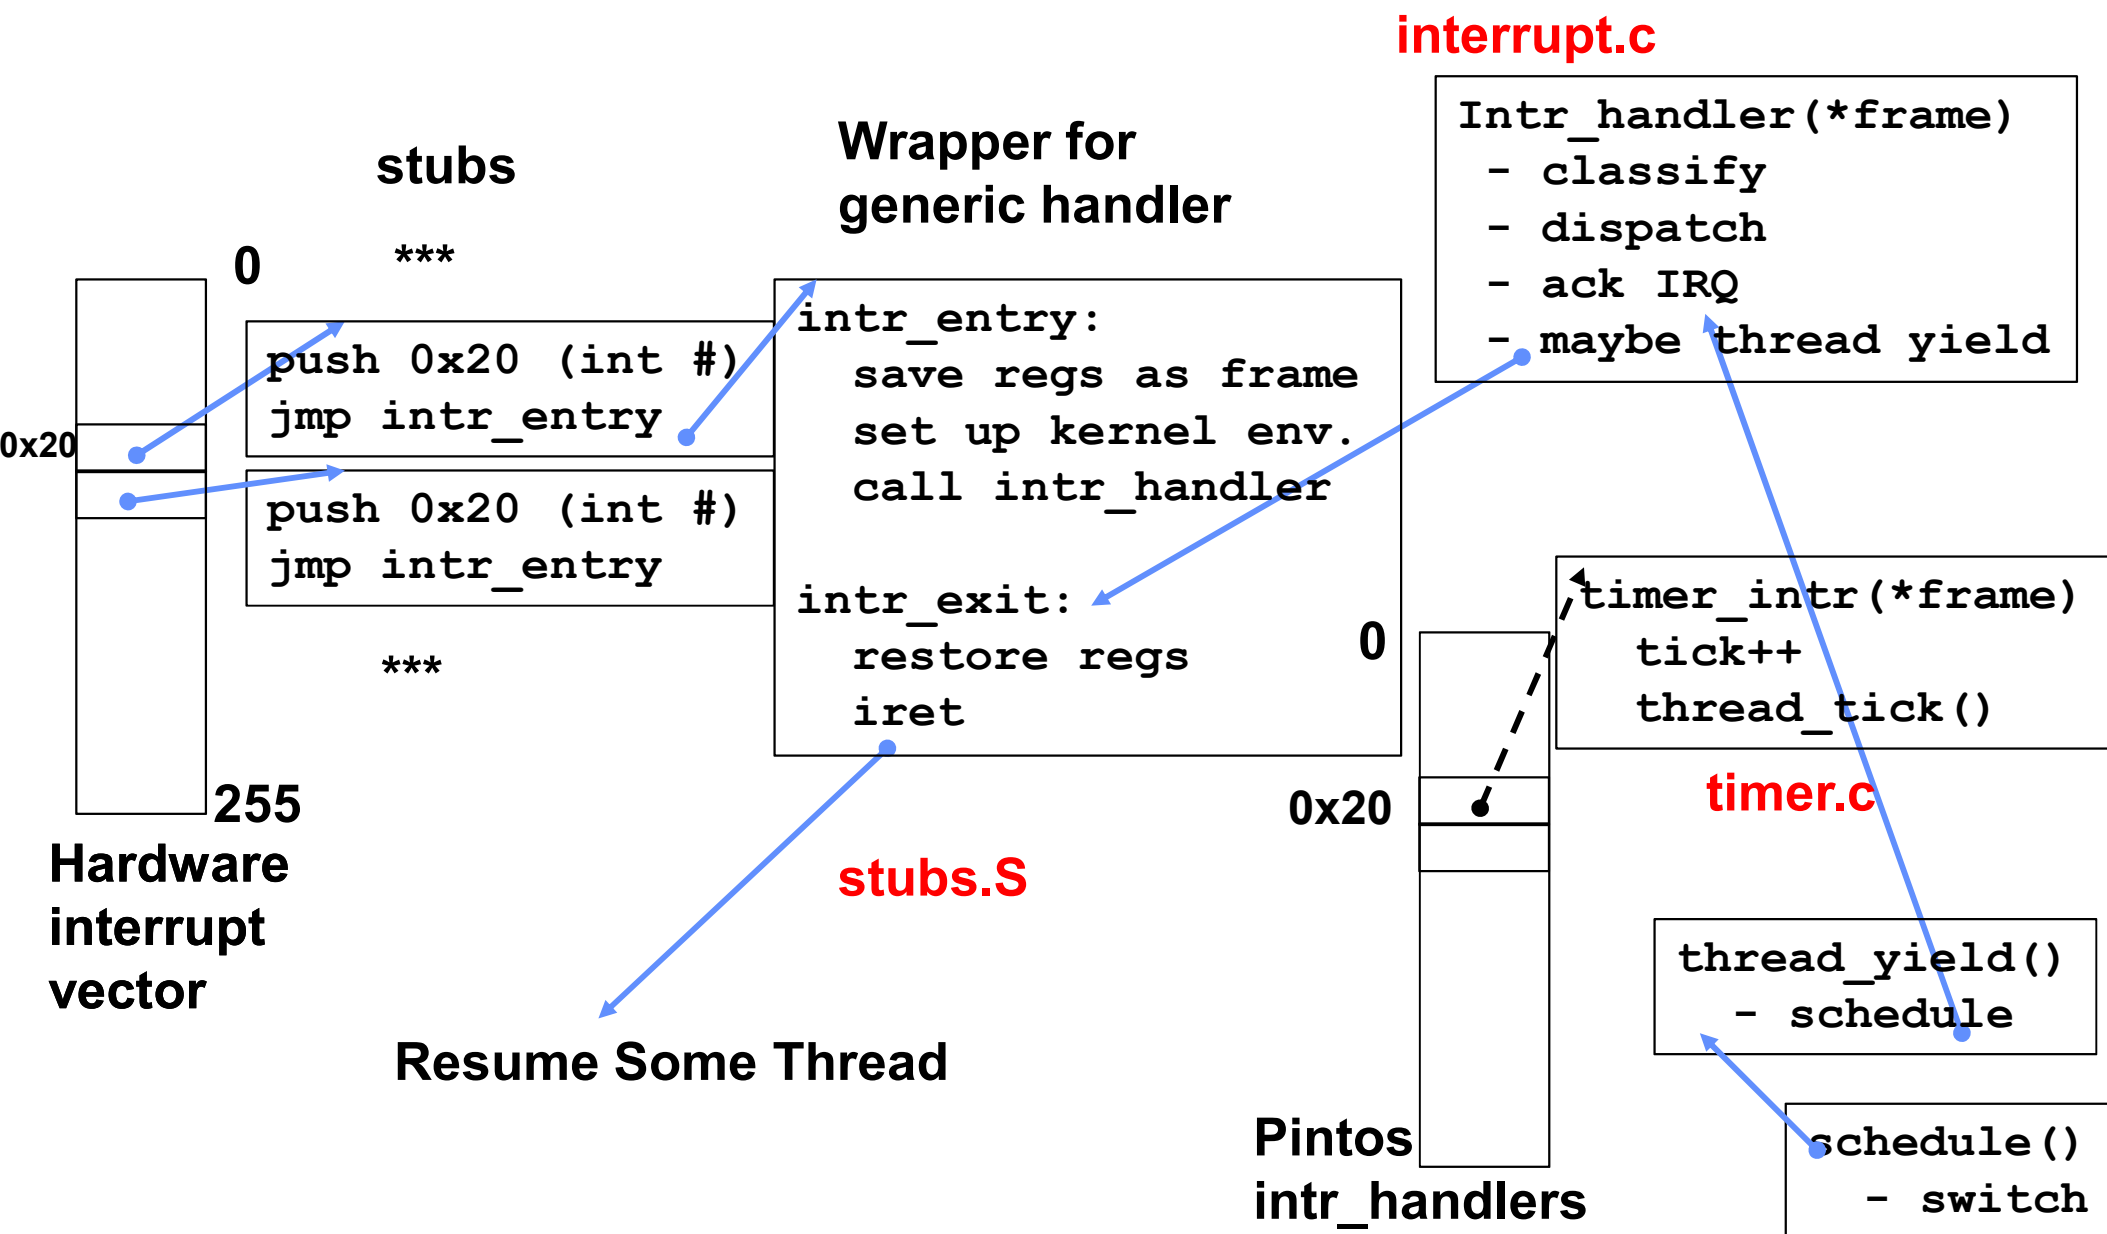 interrupt.c
Intr_handler(*frame)
- classify
- dispatch
- ack IRQ
- maybe thread yield
stubs
Wrapper for
generic handler
0
***
push 0x20 (int #)
jmp intr_entry
0x20
push 0x20 (int #)
jmp intr_entry
***
255
Hardware
interrupt
vector
intr_entry:
save regs as frame
set up kernel env.
call intr_handler
intr_exit:
restore regs
iret
stubs.S
Resume Some Thread
0
0x20
Pintos
intr_handlers
timer_intr(*frame)
tick++
thread_tick()
timer.c
thread_yield()
- schedule
schedule()
- switch